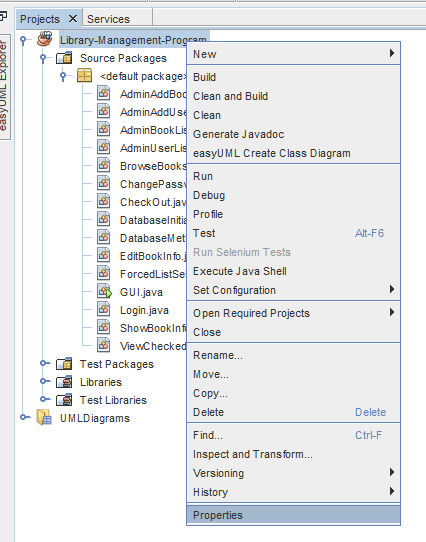 Projects
Services
easyUML Explorer
Library-Management-Program
Source Packages
<default package>
AdminAddBoo
AdminAddUse
AdminBookLis
AdminUserLis
BrowseBooks
ChangePassw
CheckOut.java
DatabaseInitia
DatabaseMet
EditBookInfo.j
ForcedListSe
GUI.java
Login.java
ShowBookInf
ViewChecked
Test Packages
Libraries
Test Libraries
UMLDiagrams
New
Build
Clean and Build
Clean
Generate Javadoc
easyUML Create Class Diagram
Run
Debug
Profile
Test Alt-F6
Run Selenium Tests
Execute Java Shell
Set Configuration
Open Required Projects
Close
Rename...
Move...
Copy...
Delete Delete
Find... Ctrl-F
Inspect and Transform...
Versioning
History
Properties